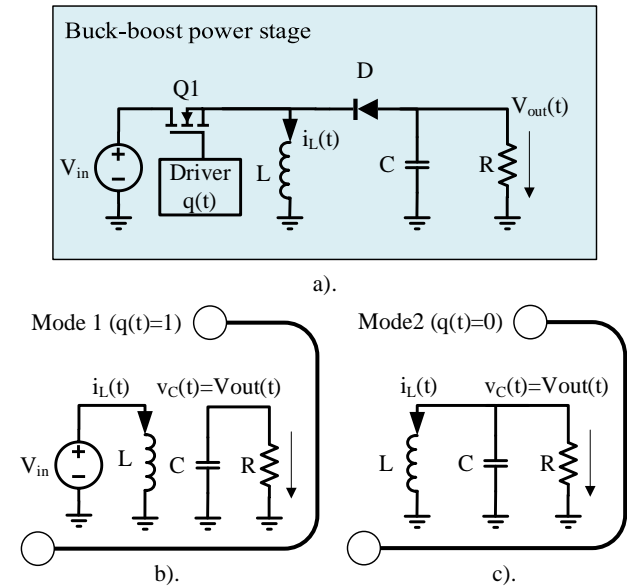 Buck-boost power stage
D
Q1
Vout(t)
iL(t)
Vin
Driver
q(t)
L
C
R
a).
Mode 1 (q(t)=1)
Mode2 (q(t)=0)
iL(t)
vC(t)=Vout(t)
Vin
L
C
R
b).
iL(t)
vC(t)=Vout(t)
L
C
R
c).